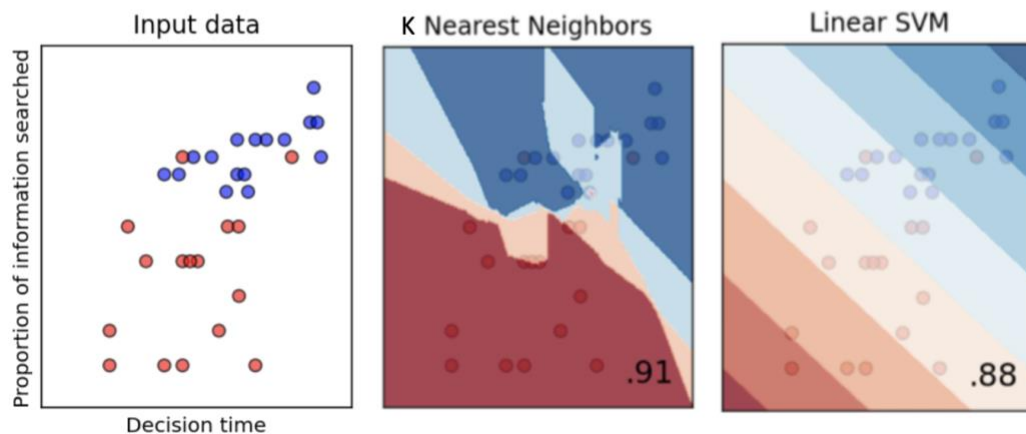 Input data
K Nearest Neighbors
Linear SVM
Proportion of information searched
.91
.88
Decision time